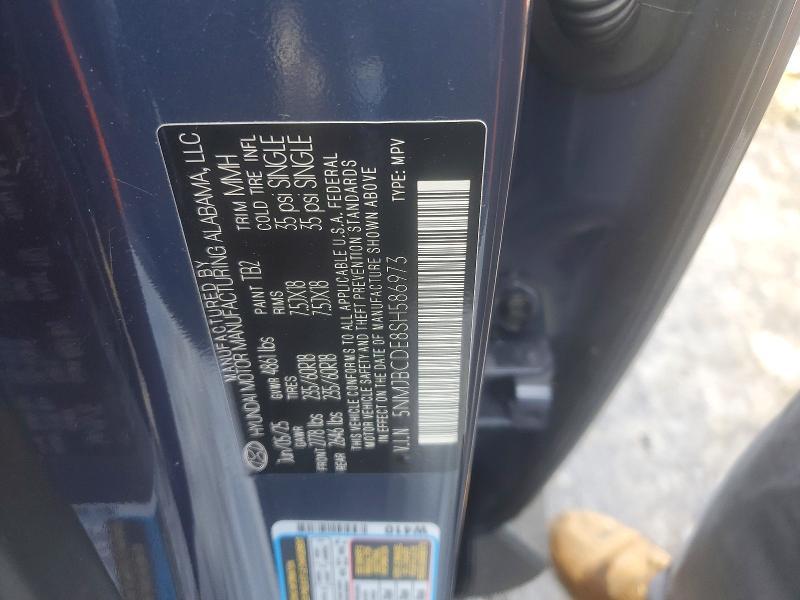 MANUFACTURED BY
HYUNDAI MOTOR MANUFACTURING ALABAMA, LLC
Jun/05/25 PAINT TB2 TRIM MMH
GVWR 4861 lbs
GAWR TIRES RIMS COLD TIRE INFL
FRONT 2778 lbs 235/60R18 7.5JX18 35 psi SINGLE
REAR 2646 lbs 235/60R18 7.5JX18 35 psi SINGLE
THIS VEHICLE CONFORMS TO ALL APPLICABLE U.S.A. FEDERAL
MOTOR VEHICLE SAFETY AND THEFT PREVENTION STANDARDS
IN EFFECT ON THE DATE OF MANUFACTURE SHOWN ABOVE
V.I.N 5NMJBCDE8SH586973 TYPE: MPV
W410